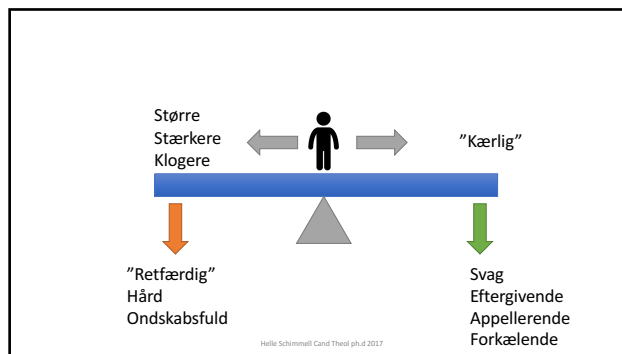 Større
Stærkere
Klogere
”Kærlig”
”Retfærdig”
Hård
Ondskabsfuld
Svag
Eftergivende
Appellerende
Forkælende
Helle Schimmell Cand Theol ph.d 2017